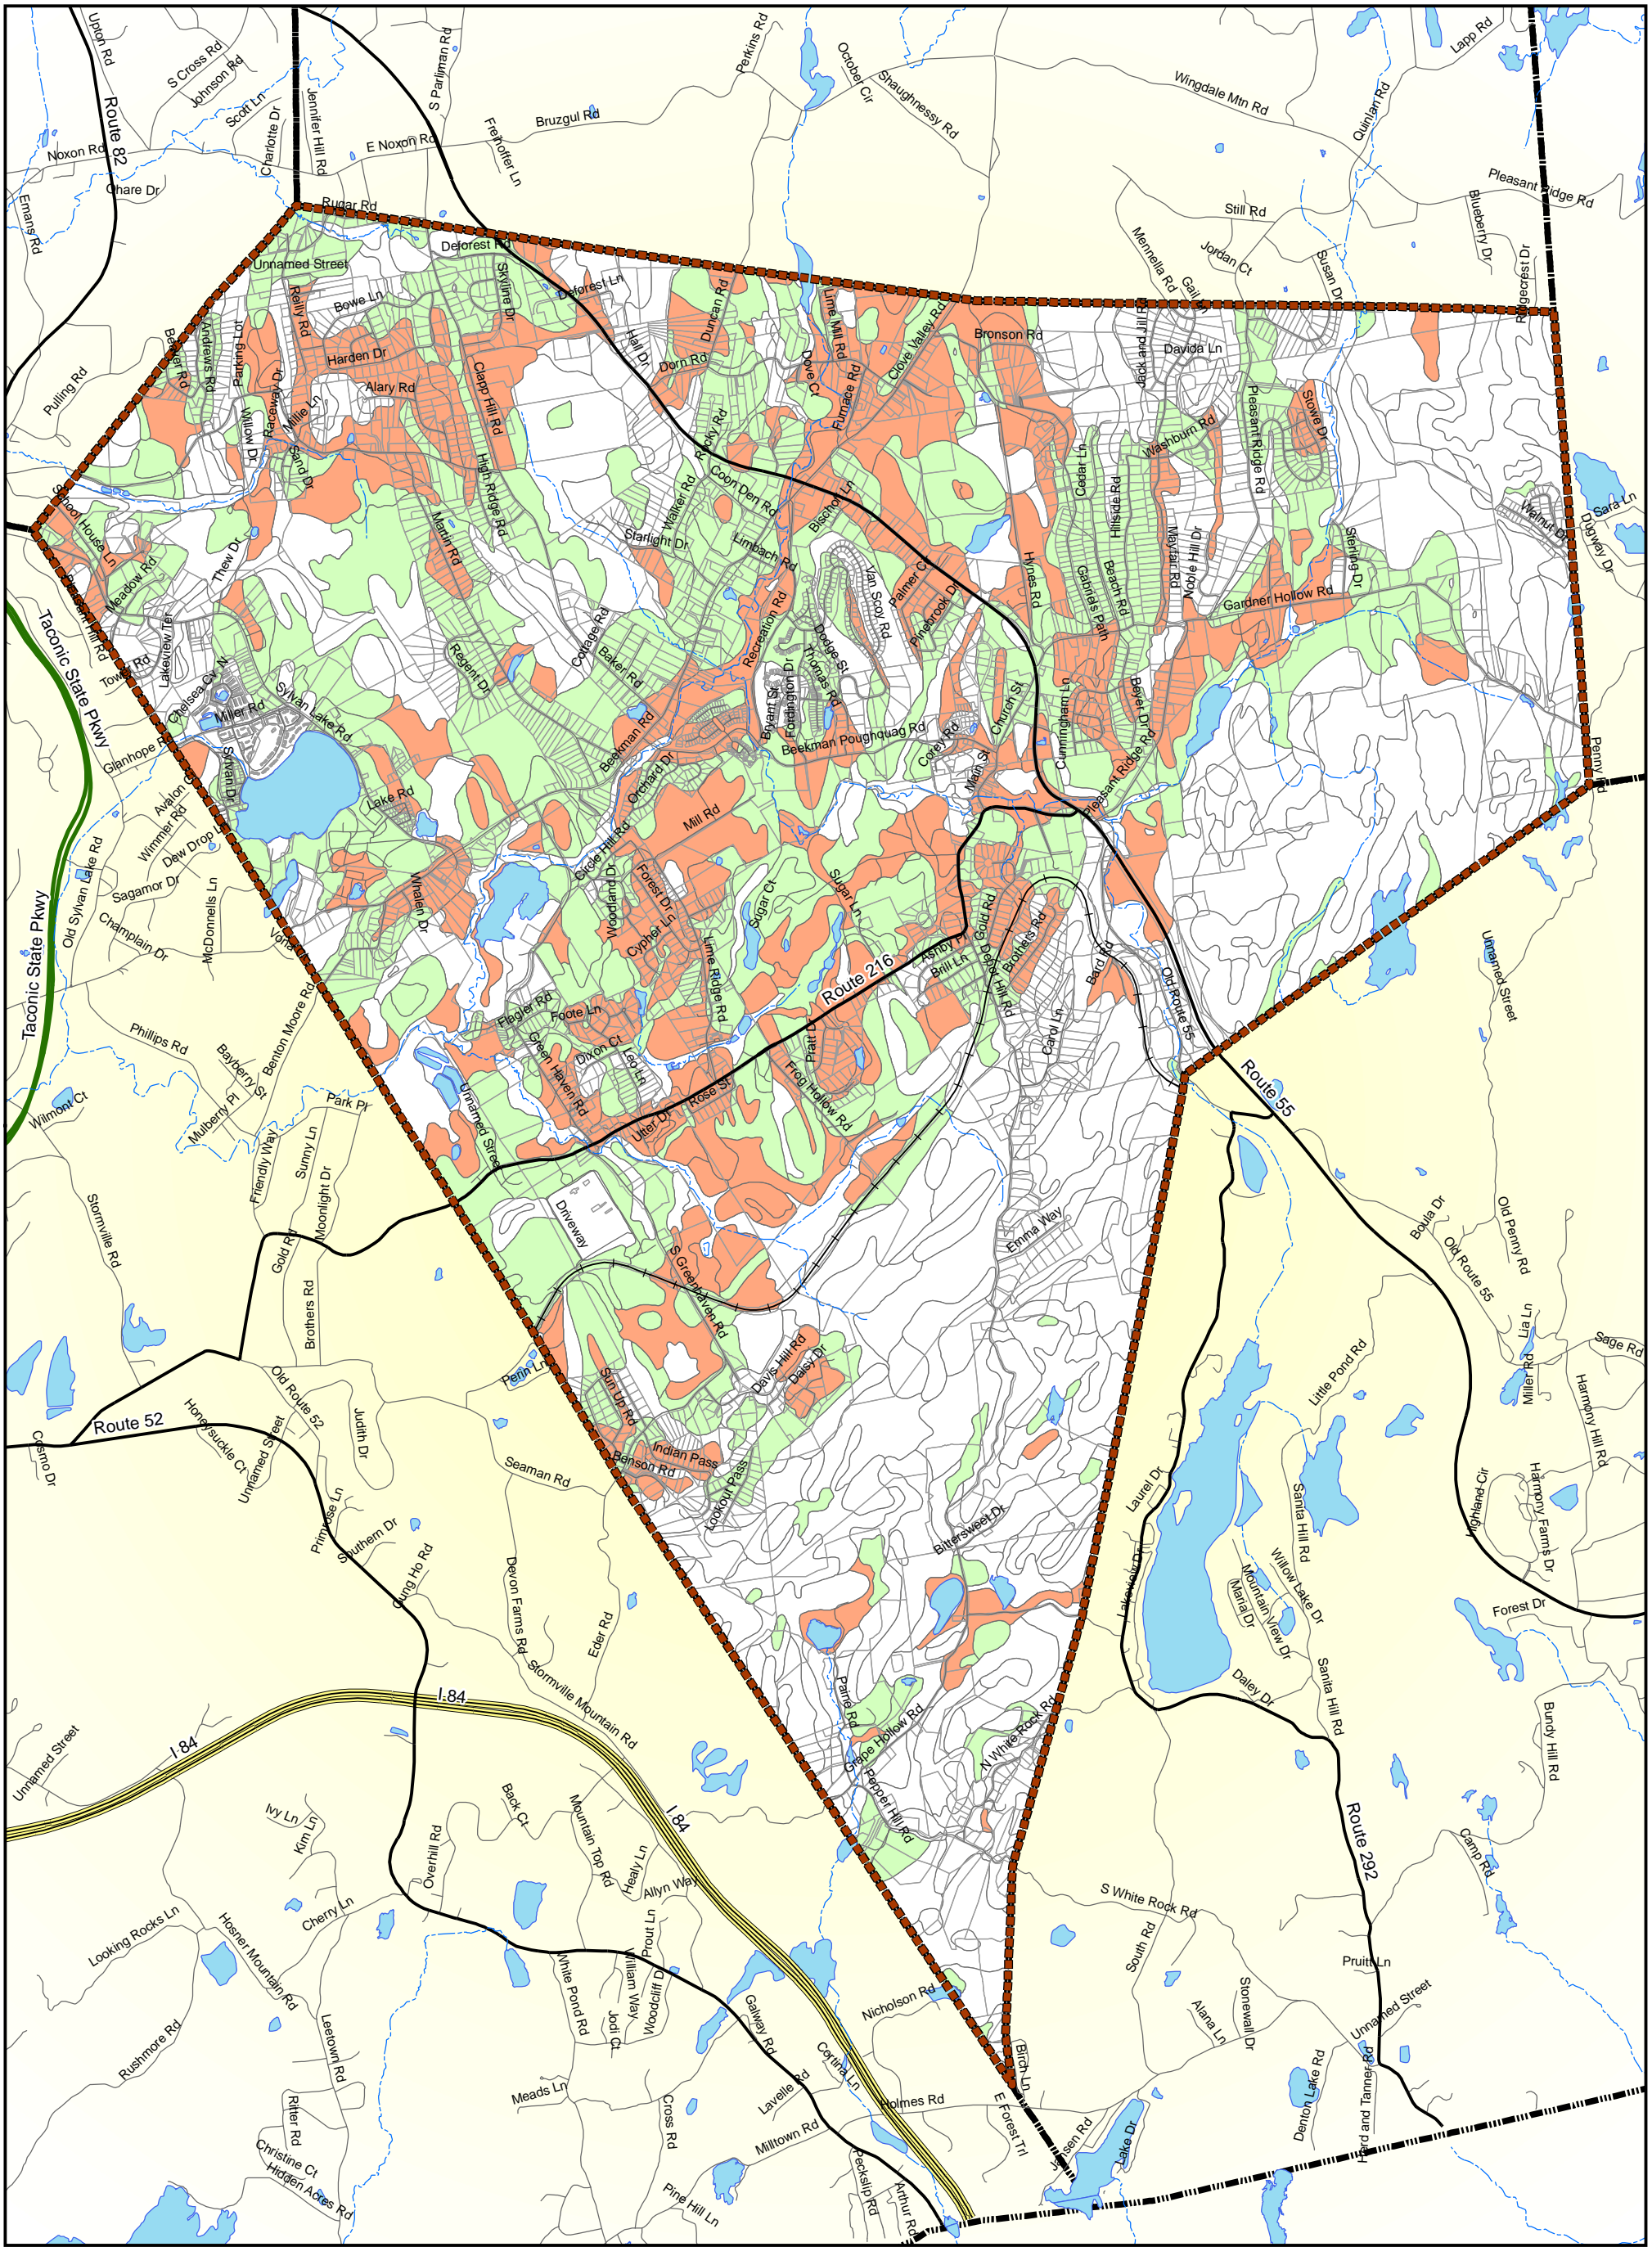 Upton Rd
S Cross Rd
Johnson Rd
Scott Ln
Route 82
Noxon Rd
Ohare Dr
Emans Rd
Charlotte Dr
Jennifer Hill Rd
E Noxon Rd
S Parliman Rd
Freihoffer Ln
Bruzgul Rd
Perkins Rd
October Cir
Shaughnessy Rd
Wingdale Mtn Rd
Quinlan Rd
Lapp Rd
Pleasant Ridge Rd
Blueberry Dr
Still Rd
Jordan Ct
Mennella Rd
Susan Dr
Ridgecrest Dr
Rugar Rd
Unnamed Street
Deforest Rd
Skyline Dr
Deforest Ln
Bowe Ln
Reilly Rd
Parking Lot
Andrews Rd
Beaver Rd
Harden Dr
Alary Rd
Raceway Dr
Millie Ln
Willow Dr
Sand Dr
Clapp Hill Rd
High Ridge Rd
Hall Dr
Dorn Rd
Duncan Rd
Lime Mill Rd
Dove Ct
Furnace Rd
Clove Valley Rd
Bronson Rd
Jack and Jill Rd
Davida Ln
Washburn Rd
Pleasant Ridge Rd
Stowe Dr
Pulling Rd
Rocky Rd
Walker Rd
Coon Den Rd
Bischoff Ln
Starlight Dr
Limbach Rd
Cedar Ln
Hillside Rd
Mayfair Rd
Noble Hill Dr
Sterling Dr
Walnut Dr
Sara Ln
Dugway Dr
School House Ln
Meadow Rd
Thew Dr
Martin Rd
Van Scoy Rd
Palmer Ct
Pinebrook Dr
Hynes Rd
Gabriels Path
Beach Rd
Gardner Hollow Rd
Pleasant Hill Rd
Taconic State Pkwy
Lakeview Ter
Tower Rd
Chelsea Cv N
Miller Rd
Sylvan Lake Rd
Sylvan Dr
Gianhope Rd
Regent Dr
Cottage Rd
Baker Rd
Recreation Rd
Dodge St
Thomas Rd
Fordington Dr
Bryant St
Beekman Poughquag Rd
Beekman Rd
Orchard Dr
Corey Rd
Church St
Main St
Cunningham Ln
Beyer Dr
Pleasant Ridge Rd
Penny Rd
Lake Rd
Wimmer Rd
Dew Drop Ln
Sagamor Dr
Champlain Dr
McDonnells Ln
Old Sylvan Lake Rd
Taconic State Pkwy
Whalen Dr
Circle Hill Rd
Woodland Dr
Mill Rd
Forest Dr
Cypher Ln
Lime Ridge Rd
Sugar Ct
Sugar Ln
Route 216
Ashby Pl
Brill Ln
Gold Rd
Depot Hill Rd
Brothers Rd
Bard Rd
Carol Ln
Old Route 55
Unnamed Street
Phillips Rd
Bayberry St
Mulberry Pl
Benton Moore Rd
Park Pl
Wilmont Ct
Friendly Way
Sunny Ln
Moonlight Dr
Flagler Rd
Foote Ln
Dixon Ct
Leo Ln
Green Haven Rd
Unnamed Street
Utter Dr
Rose St
Frog Hollow Rd
Route 55
Stormville Rd
Gold Rd
Brothers Rd
Driveway
S Greenhaven Rd
Emma Way
Boula Dr
Old Route 55
Old Penny Rd
Lia Ln
Miller Rd
Sage Rd
Harmony Hill Rd
Little Pond Rd
Route 52
Cosmo Dr
Honeysuckle Ct
Unnamed Street
Old Route 52
Judith Dr
Penn Ln
Sun Up Rd
Davis Hill Rd
Daisy Dr
Indian Pass
Benson Rd
Lookout Pass
Seaman Rd
Primrose Ln
Southern Dr
Gung Ho Rd
Devon Farms Rd
Eder Rd
Stormville Mountain Rd
Bittersweet Dr
Laurel Dr
Lakeview Dr
Sanita Hill Rd
Willow Lake Dr
Mountain View Dr
Maria Dr
Highland Cir
Harmony Farms Dr
Forest Dr
Daley Dr
Sanita Hill Rd
Bundy Hill Rd
I-84
I-84
I-84
Unnamed Street
Paine Rd
Grape Hollow Rd
Pepper Hill Rd
N White Rock Rd
Route 292
Camp Rd
Ivy Ln
Kim Ln
Back Ct
Overhill Rd
Mountain Top Rd
Healy Ln
Allyn Way
Cherry Ln
Looking Rocks Ln
Hosner Mountain Rd
Prout Ln
William Way
Woodcliff Dr
White Pond Rd
Jodi Ct
S White Rock Rd
South Rd
Pruitt Ln
Unnamed Street
Stonewall Dr
Alana Ln
Nicholson Rd
Galway Rd
Cortina Ln
Lavelle Rd
Rushmore Rd
Leetown Rd
Ritter Rd
Christine Ct
Hidden Acres Rd
Meads Ln
Cross Rd
Milltown Rd
Holmes Rd
Birch Ln
E Forest Trl
Jensen Rd
Lake Dr
Denton Lake Rd
Herd and Tanner Rd
Pine Hill Ln
Peckslip Rd
Arthur Rd